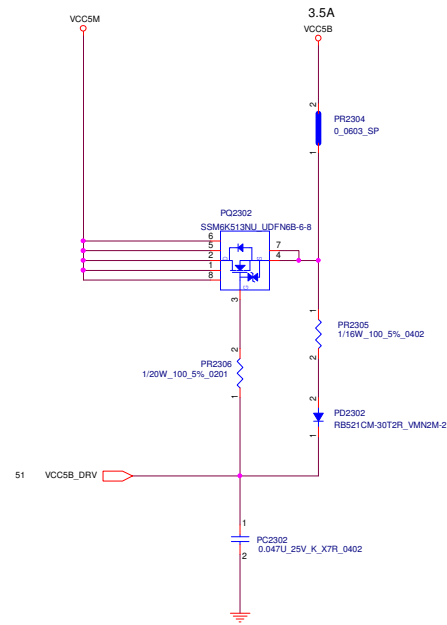 3.5A
VCC5M
VCC5B
2
PR2304
0_0603_SP
1
PQ2302
SSM6K513NU_UDFN6B-6-8
6
5
2
1
8
7
4
3
1
PR2305
1/16W_100_5%_0402
2
2
PR2306
1/20W_100_5%_0201
1
2
PD2302
RB521CM-30T2R_VMN2M-2
1
51 VCC5B_DRV
1
PC2302
0.047U_25V_K_X7R_0402
2